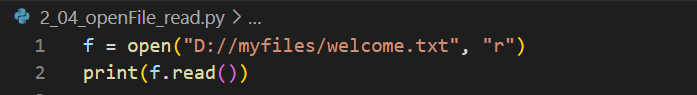 2_04_openFile_read.py > ...
1 f = open("D://myfiles/welcome.txt", "r")
2 print(f.read())